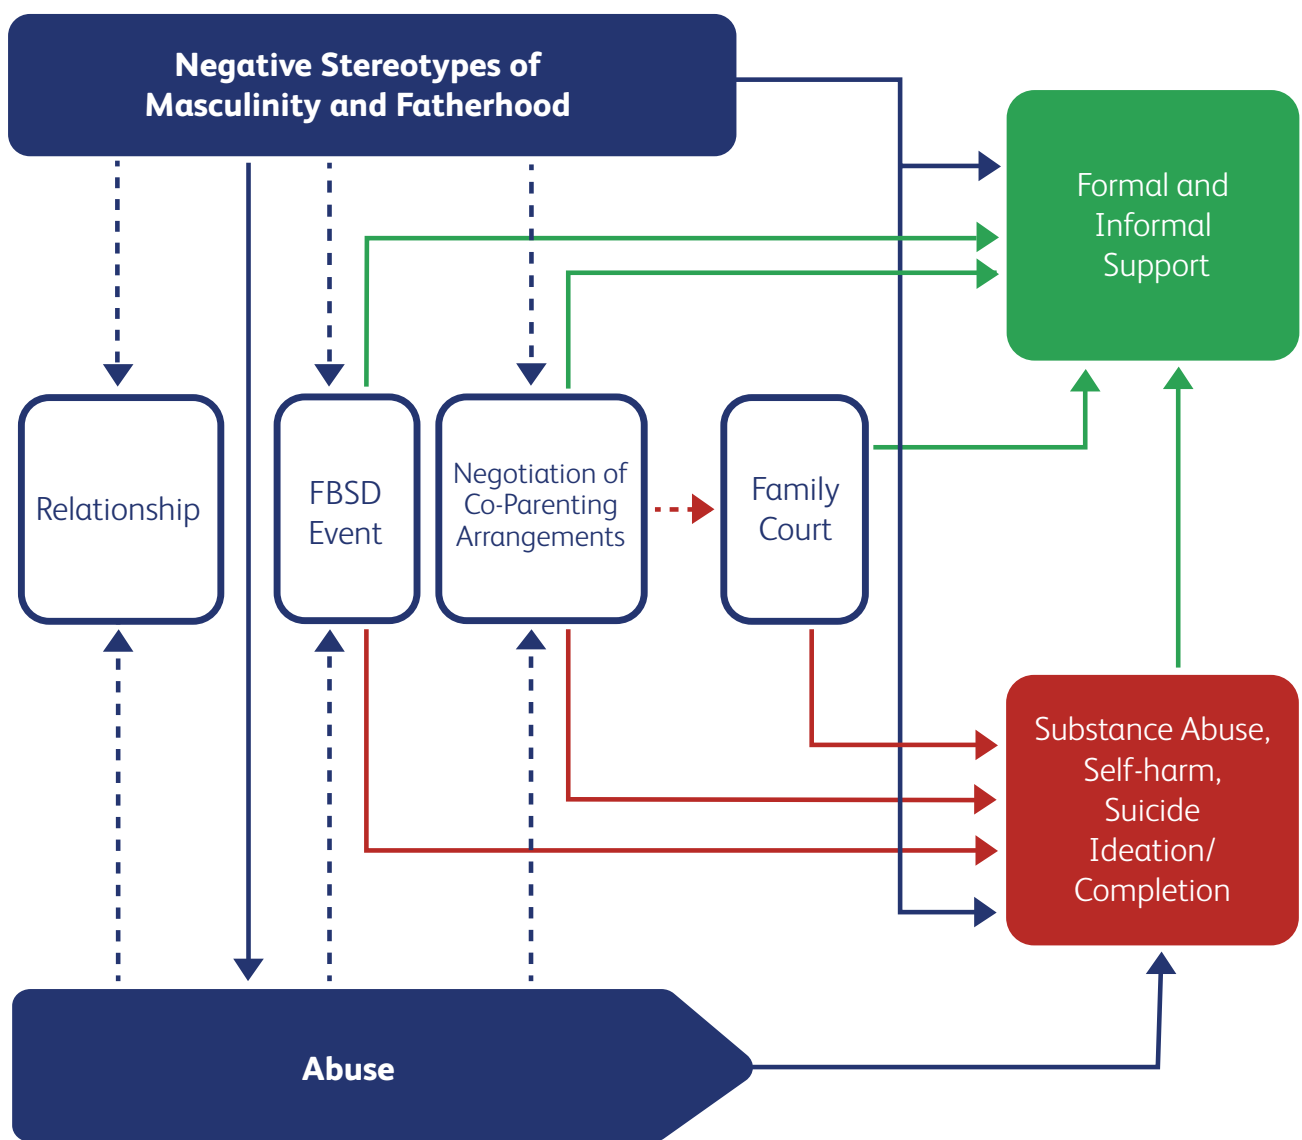 Negative Stereotypes of
Masculinity and Fatherhood
Formal and
Informal
Support
Relationship
FBSD
Event
Negotiation of
Co-Parenting
Arrangements
Family
Court
Substance Abuse,
Self-harm,
Suicide
Ideation/
Completion
Abuse